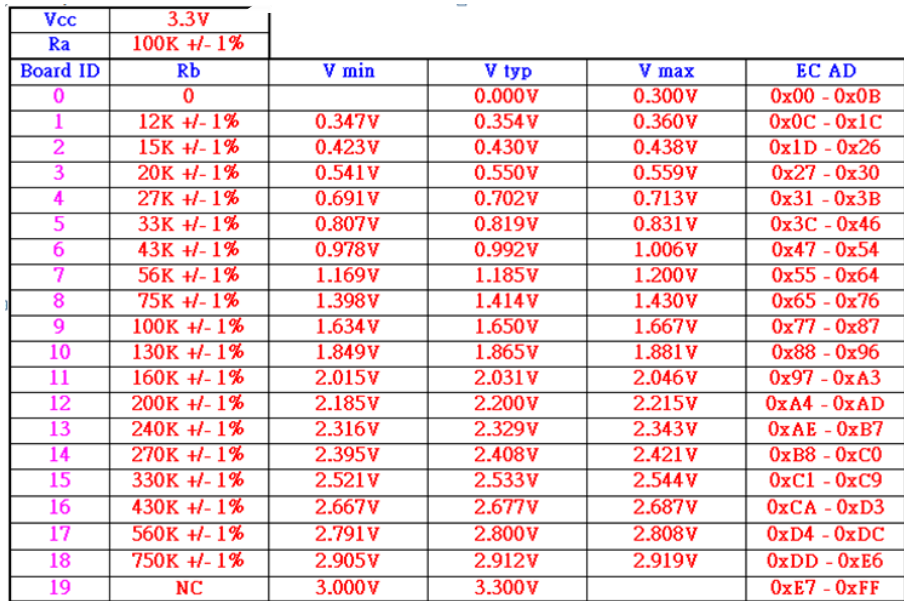 Vcc 3.3V
Ra 100K +/- 1%
Board ID Rb V min V typ V max EC AD
0 0 0.000V 0.300V 0x00 - 0x0B
1 12K +/- 1% 0.347V 0.354V 0.360V 0x0C - 0x1C
2 15K +/- 1% 0.423V 0.430V 0.438V 0x1D - 0x26
3 20K +/- 1% 0.541V 0.550V 0.559V 0x27 - 0x30
4 27K +/- 1% 0.691V 0.702V 0.713V 0x31 - 0x3B
5 33K +/- 1% 0.807V 0.819V 0.831V 0x3C - 0x46
6 43K +/- 1% 0.978V 0.992V 1.006V 0x47 - 0x54
7 56K +/- 1% 1.169V 1.185V 1.200V 0x55 - 0x64
8 75K +/- 1% 1.398V 1.414V 1.430V 0x65 - 0x76
9 100K +/- 1% 1.634V 1.650V 1.667V 0x77 - 0x87
10 130K +/- 1% 1.849V 1.865V 1.881V 0x88 - 0x96
11 160K +/- 1% 2.015V 2.031V 2.046V 0x97 - 0xA3
12 200K +/- 1% 2.185V 2.200V 2.215V 0xA4 - 0xAD
13 240K +/- 1% 2.316V 2.329V 2.343V 0xAE - 0xB7
14 270K +/- 1% 2.395V 2.408V 2.421V 0xB8 - 0xC0
15 330K +/- 1% 2.521V 2.533V 2.544V 0xC1 - 0xC9
16 430K +/- 1% 2.667V 2.677V 2.687V 0xCA - 0xD3
17 560K +/- 1% 2.791V 2.800V 2.808V 0xD4 - 0xDC
18 750K +/- 1% 2.905V 2.912V 2.919V 0xDD - 0xE6
19 NC 3.000V 3.300V 0xE7 - 0xFF